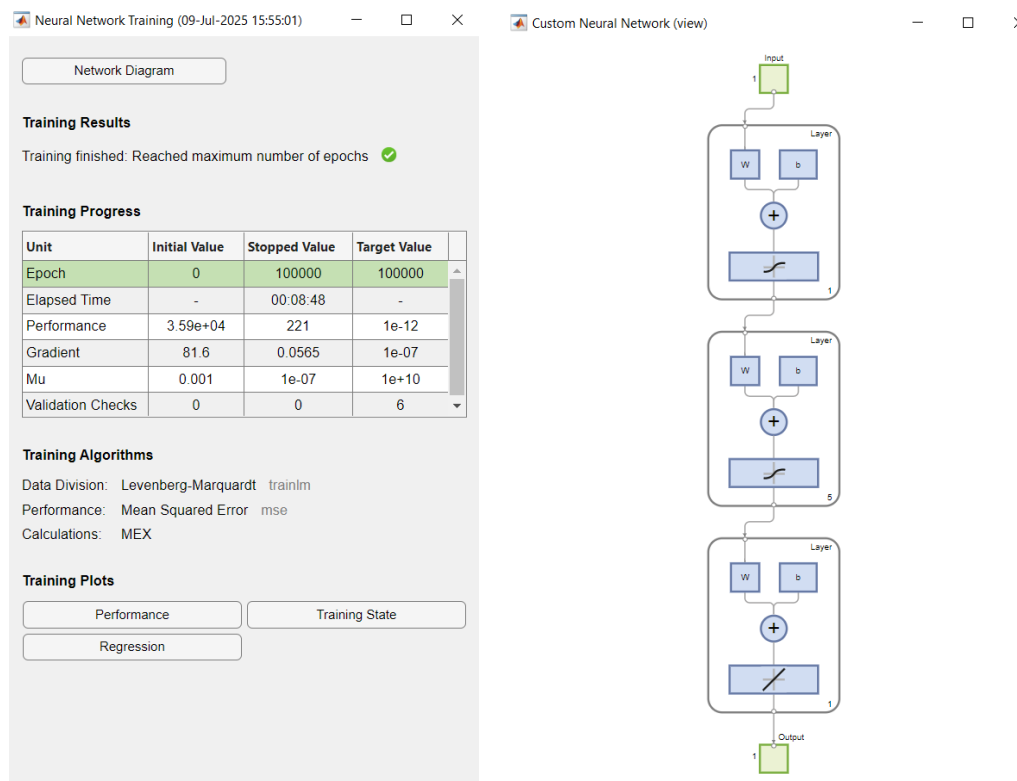 Neural Network Training (09-Jul-2025 15:55:01)
Network Diagram
Training Results
Training finished: Reached maximum number of epochs
Training Progress
Unit Initial Value Stopped Value Target Value
Epoch 0 100000 100000
Elapsed Time - 00:08:48 -
Performance 3.59e+04 221 1e-12
Gradient 81.6 0.0565 1e-07
Mu 0.001 1e-07 1e+10
Validation Checks 0 0 6
Training Algorithms
Data Division: Levenberg-Marquardt trainlm
Performance: Mean Squared Error mse
Calculations: MEX
Training Plots
Performance Training State
Regression
Custom Neural Network (view)
Input
1
Layer
W b
+
1
Layer
W b
+
5
Layer
W b
+
1
Output
1